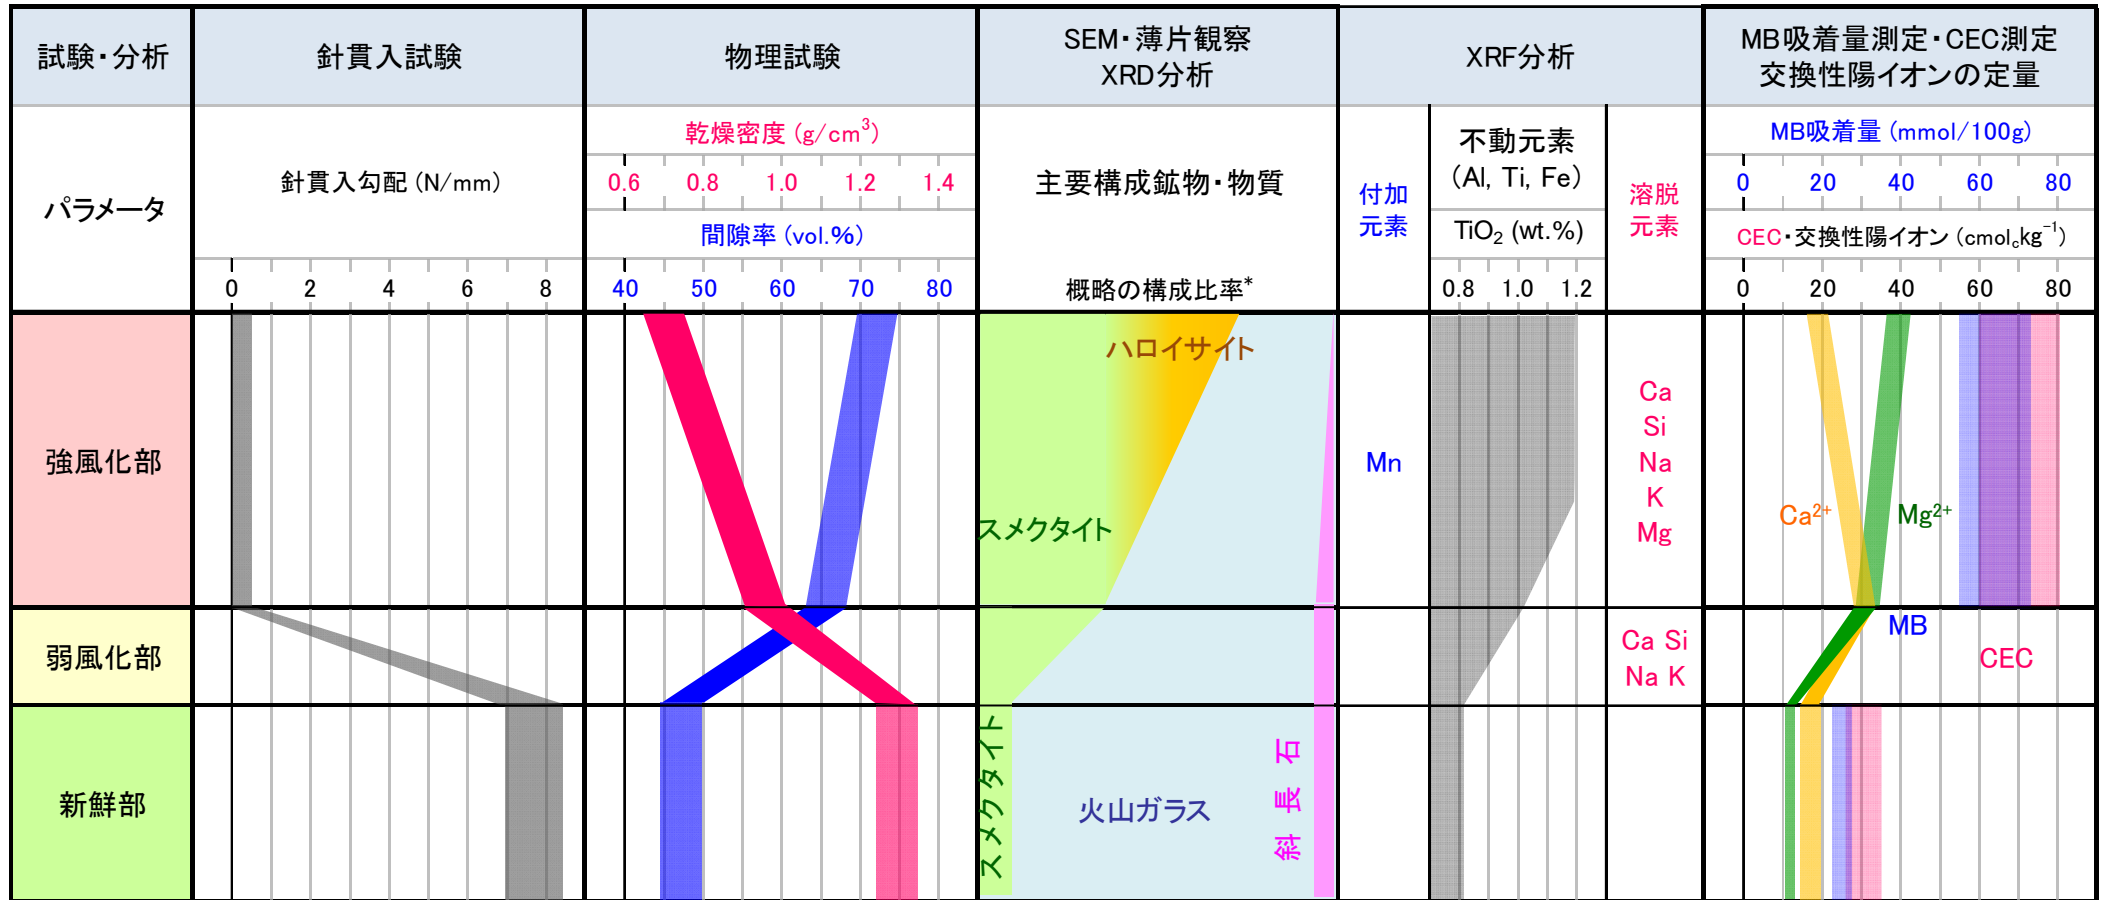 試験・分析
針貫入試験
物理試験
SEM・薄片観察
XRD分析
XRF分析
MB吸着量測定・CEC測定
交換性陽イオンの定量
パラメータ
針貫入勾配 (N/mm)
0 2 4 6 8
乾燥密度 (g/cm³)
0.6 0.8 1.0 1.2 1.4
間隙率 (vol.%)
40 50 60 70 80
主要構成鉱物・物質
概略の構成比率*
付加
元素
不動元素
(Al, Ti, Fe)
TiO₂ (wt.%)
0.8 1.0 1.2
溶脱
元素
MB吸着量 (mmol/100g)
0 20 40 60 80
CEC・交換性陽イオン (cmol꜀kg⁻¹)
0 20 40 60 80
強風化部
ハロイサイト
スメクタイト
Mn
Ca
Si
Na
K
Mg
Ca²⁺
Mg²⁺
弱風化部
Ca Si
Na K
MB
CEC
新鮮部
スメクタイト
火山ガラス
斜長石